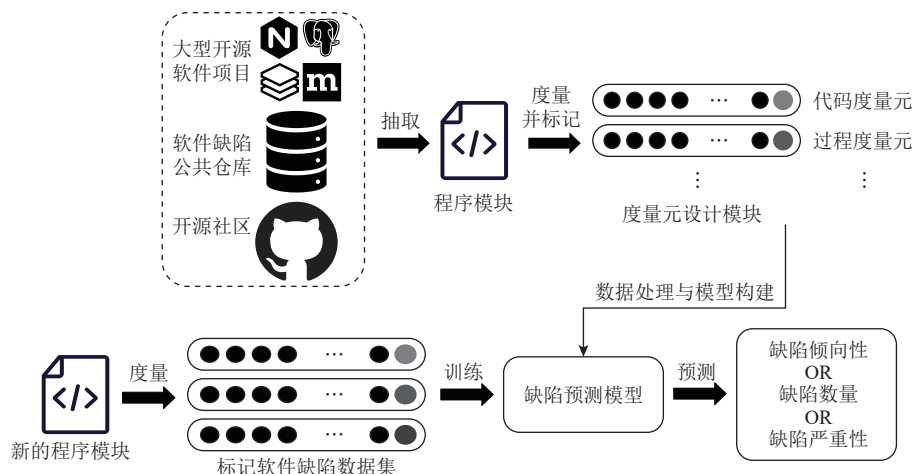 大型开源
软件项目
N
m
软件缺陷
公共仓库
开源社区
抽取
</>
程序模块
度量
并标记
...
代码度量元
...
过程度量元
⋮
⋮
度量元设计模块
数据处理与模型构建
</>
新的程序模块
度量
...
...
...
标记软件缺陷数据集
训练
缺陷预测模型
预测
缺陷倾向性
OR
缺陷数量
OR
缺陷严重性